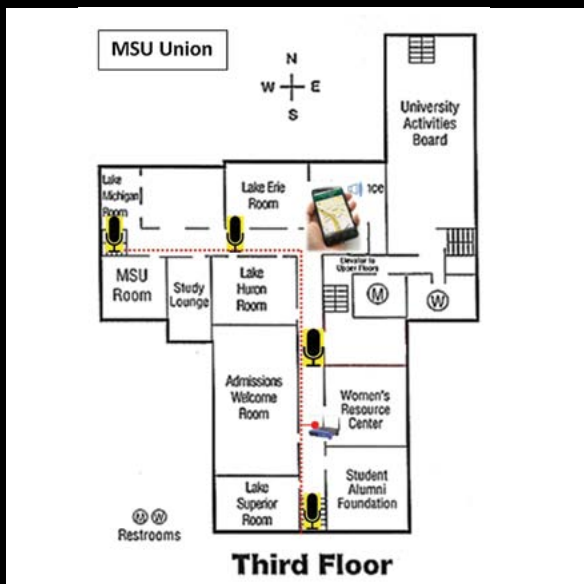 MSU Union
N
W E
S
University
Activities
Board
Lake
Michigan
Room
Lake Erie
Room
Elevator to
Upper Floors
MSU
Room
Study
Lounge
Lake
Huron
Room
M
W
Admissions
Welcome
Room
Women's
Resource
Center
Lake
Superior
Room
Student
Alumni
Foundation
M W
Restrooms
Third Floor